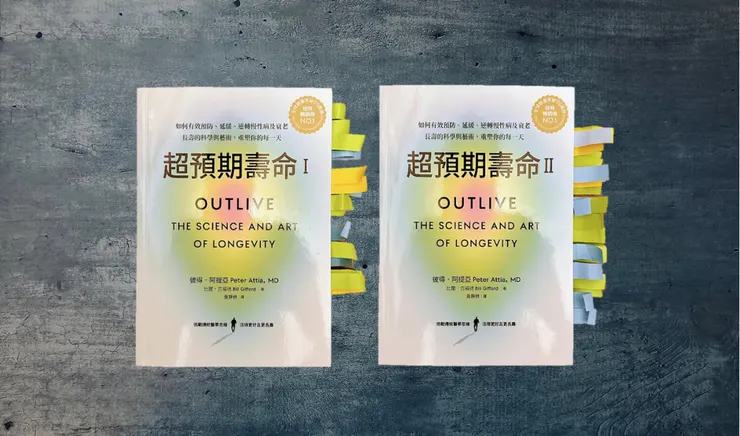 如何有效預防、延緩、逆轉慢性病及衰老
長壽的科學與藝術，重塑你的每一天
超預期壽命 I
OUTLIVE
THE SCIENCE AND ART
OF LONGEVITY
彼得・阿提亞 Peter Attia, MD
比爾・吉福德 Bill Gifford 著
NO.1
如何有效預防、延緩、逆轉慢性病及衰老
長壽的科學與藝術，重塑你的每一天
超預期壽命 II
OUTLIVE
THE SCIENCE AND ART
OF LONGEVITY
彼得・阿提亞 Peter Attia, MD
比爾・吉福德 Bill Gifford 著
NO.1